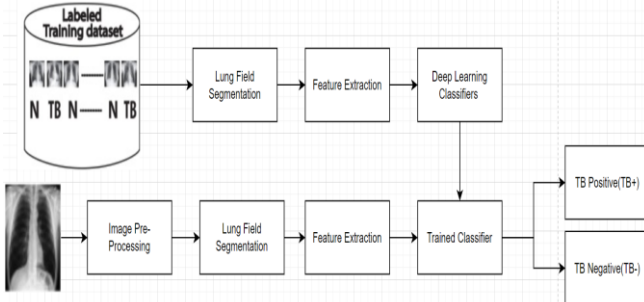 Labeled
Training dataset
N TB N — N TB
Lung Field
Segmentation
Feature Extraction
Deep Learning
Classifiers
Image Pre-
Processing
Lung Field
Segmentation
Feature Extraction
Trained Classifier
TB Positive(TB+)
TB Negative(TB-)